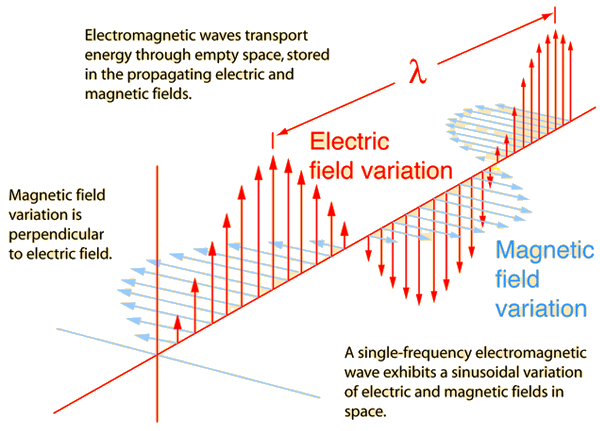 Electromagnetic waves transport
energy through empty space, stored
in the propagating electric and
magnetic fields.
λ
Electric
field variation
Magnetic field
variation is
perpendicular
to electric field.
Magnetic
field
variation
A single-frequency electromagnetic
wave exhibits a sinusoidal variation
of electric and magnetic fields in
space.